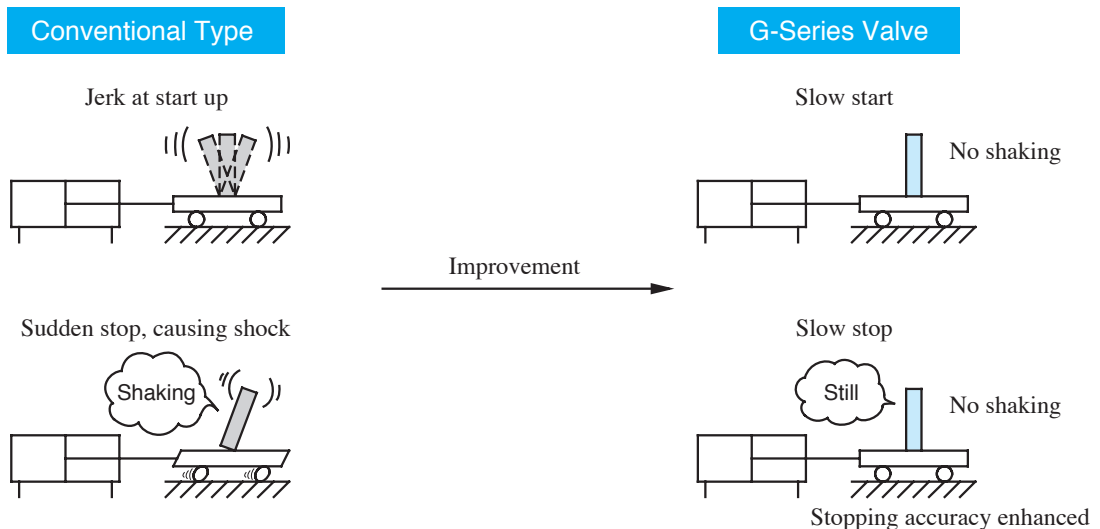 Conventional Type
G-Series Valve
Jerk at start up
Slow start
No shaking
Improvement
Sudden stop, causing shock
Shaking
Slow stop
Still
No shaking
Stopping accuracy enhanced